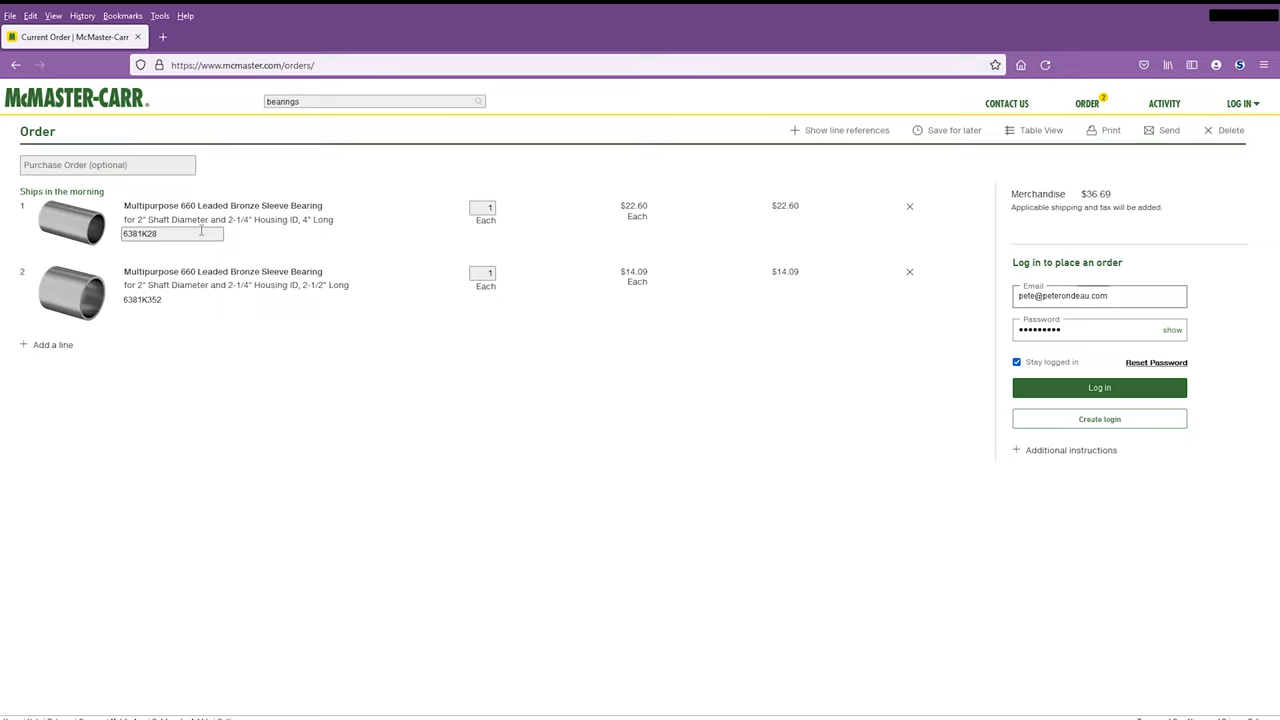 File Edit View History Bookmarks Tools Help
Current Order | McMaster-Carr
https://www.mcmaster.com/orders/
McMASTER-CARR
bearings
CONTACT US ORDER 2 ACTIVITY LOG IN
Order
Show line references Save for later Table View Print Send Delete
Purchase Order (optional)
Ships in the morning
1 Multipurpose 660 Leaded Bronze Sleeve Bearing 1 $22.60 $22.60
for 2" Shaft Diameter and 2-1/4" Housing ID, 4" Long Each Each
6381K28
2 Multipurpose 660 Leaded Bronze Sleeve Bearing 1 $14.09 $14.09
for 2" Shaft Diameter and 2-1/4" Housing ID, 2-1/2" Long Each Each
6381K352
Add a line
Merchandise $36.69
Applicable shipping and tax will be added.
Log in to place an order
Email
pete@peterondeau.com
Password
show
Stay logged in Reset Password
Log in
Create login
Additional instructions